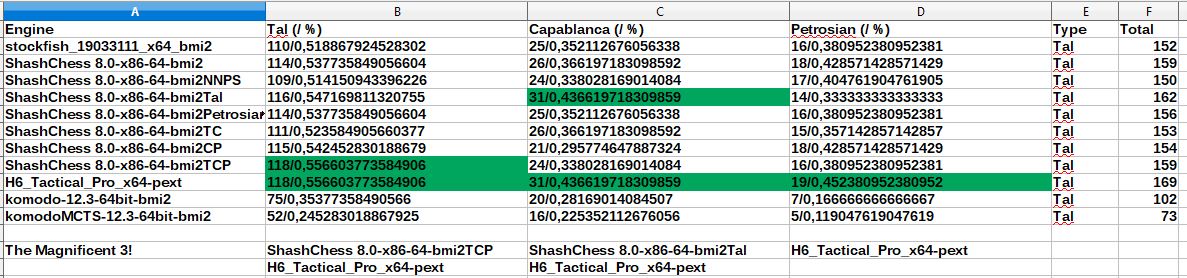 A B C D E F
Engine Tal (/ %) Capablanca (/ %) Petrosian (/ %) Type Total
stockfish_19033111_x64_bmi2 110/0,518867924528302 25/0,352112676056338 16/0,380952380952381 Tal 152
ShashChess 8.0-x86-64-bmi2 114/0,537735849056604 26/0,366197183098592 18/0,428571428571429 Tal 159
ShashChess 8.0-x86-64-bmi2NNPS 109/0,514150943396226 24/0,338028169014084 17/0,404761904761905 Tal 150
ShashChess 8.0-x86-64-bmi2Tal 116/0,547169811320755 31/0,436619718309859 14/0,333333333333333 Tal 162
ShashChess 8.0-x86-64-bmi2Petrosian 114/0,537735849056604 25/0,352112676056338 16/0,380952380952381 Tal 156
ShashChess 8.0-x86-64-bmi2TC 111/0,523584905660377 26/0,366197183098592 15/0,357142857142857 Tal 153
ShashChess 8.0-x86-64-bmi2CP 115/0,542452830188679 21/0,295774647887324 18/0,428571428571429 Tal 154
ShashChess 8.0-x86-64-bmi2TCP 118/0,556603773584906 24/0,338028169014084 16/0,380952380952381 Tal 159
H6_Tactical_Pro_x64-pext 118/0,556603773584906 31/0,436619718309859 19/0,452380952380952 Tal 169
komodo-12.3-64bit-bmi2 75/0,35377358490566 20/0,28169014084507 7/0,166666666666667 Tal 102
komodoMCTS-12.3-64bit-bmi2 52/0,245283018867925 16/0,225352112676056 5/0,119047619047619 Tal 73
The Magnificent 3! ShashChess 8.0-x86-64-bmi2TCP ShashChess 8.0-x86-64-bmi2Tal H6_Tactical_Pro_x64-pext
H6_Tactical_Pro_x64-pext H6_Tactical_Pro_x64-pext